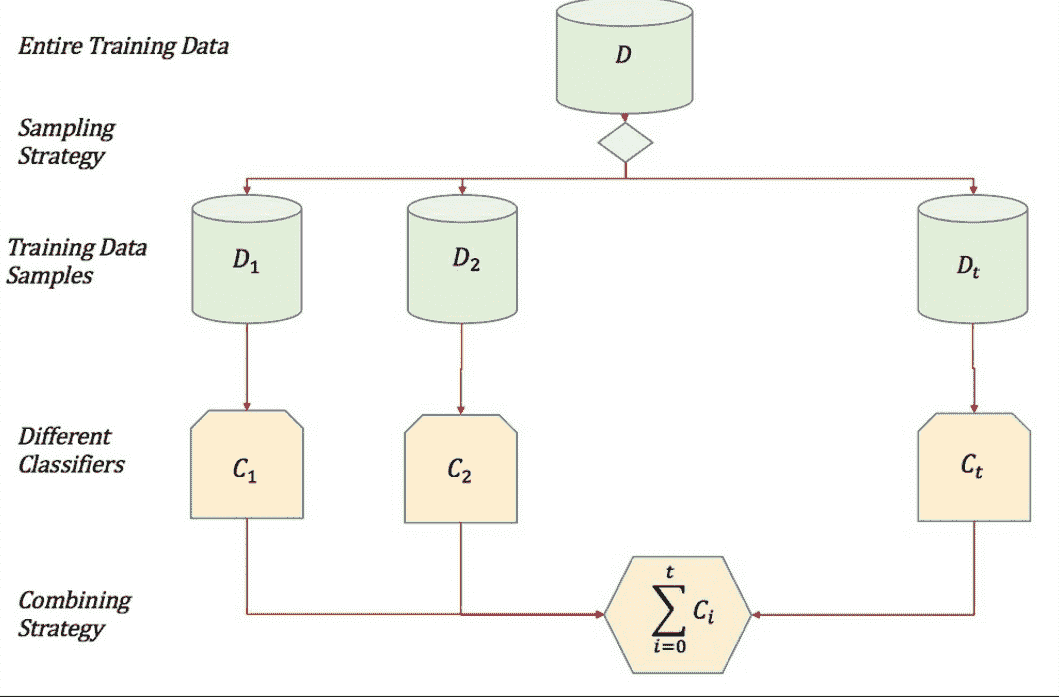 Entire Training Data
D
Sampling
Strategy
Training Data
Samples
D₁
D₂
Dₜ
Different
Classifiers
C₁
C₂
Cₜ
Combining
Strategy
t
∑ Cᵢ
i=0